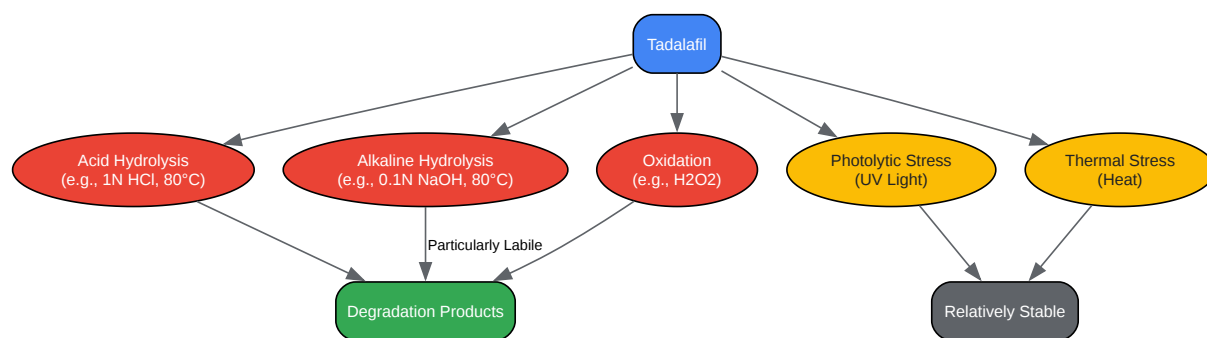 Tadalafil
Acid Hydrolysis
(e.g., 1N HCl, 80°C)
Alkaline Hydrolysis
(e.g., 0.1N NaOH, 80°C)
Oxidation
(e.g., H2O2)
Photolytic Stress
(UV Light)
Thermal Stress
(Heat)
Particularly Labile
Degradation Products
Relatively Stable